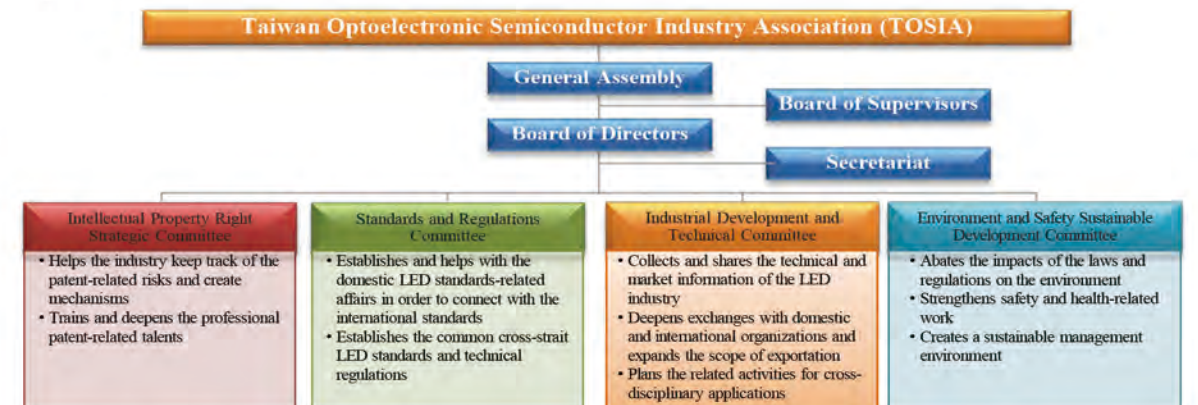 Taiwan Optoelectronic Semiconductor Industry Association (TOSIA)
General Assembly
Board of Supervisors
Board of Directors
Secretariat
Intellectual Property Right
Strategic Committee
• Helps the industry keep track of the
patent-related risks and create
mechanisms
• Trains and deepens the professional
patent-related talents
Standards and Regulations
Committee
• Establishes and helps with the
domestic LED standards-related
affairs in order to connect with the
international standards
• Establishes the common cross-strait
LED standards and technical
regulations
Industrial Development and
Technical Committee
• Collects and shares the technical and
market information of the LED
industry
• Deepens exchanges with domestic
and international organizations and
expands the scope of exportation
• Plans the related activities for cross-
disciplinary applications
Environment and Safety Sustainable
Development Committee
• Abates the impacts of the laws and
regulations on the environment
• Strengthens safety and health-related
work
• Creates a sustainable management
environment